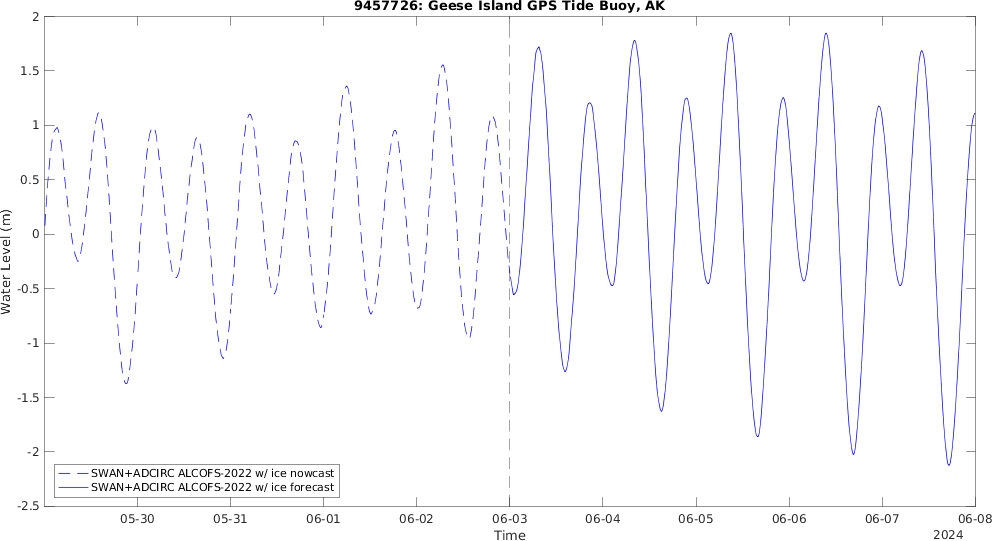 9457726: Geese Island GPS Tide Buoy, AK
2
1.5
1
0.5
0
-0.5
-1
-1.5
-2
-2.5
Water Level (m)
SWAN+ADCIRC ALCOFS-2022 w/ ice nowcast
SWAN+ADCIRC ALCOFS-2022 w/ ice forecast
05-30 05-31 06-01 06-02 06-03 06-04 06-05 06-06 06-07 06-08
Time
2024